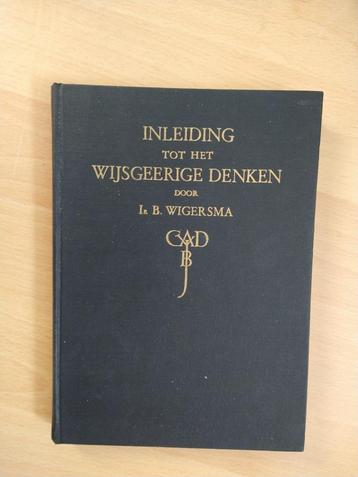 INLEIDING
TOT HET
WIJSGEERIGE DENKEN
DOOR
IR. B. WIGERSMA